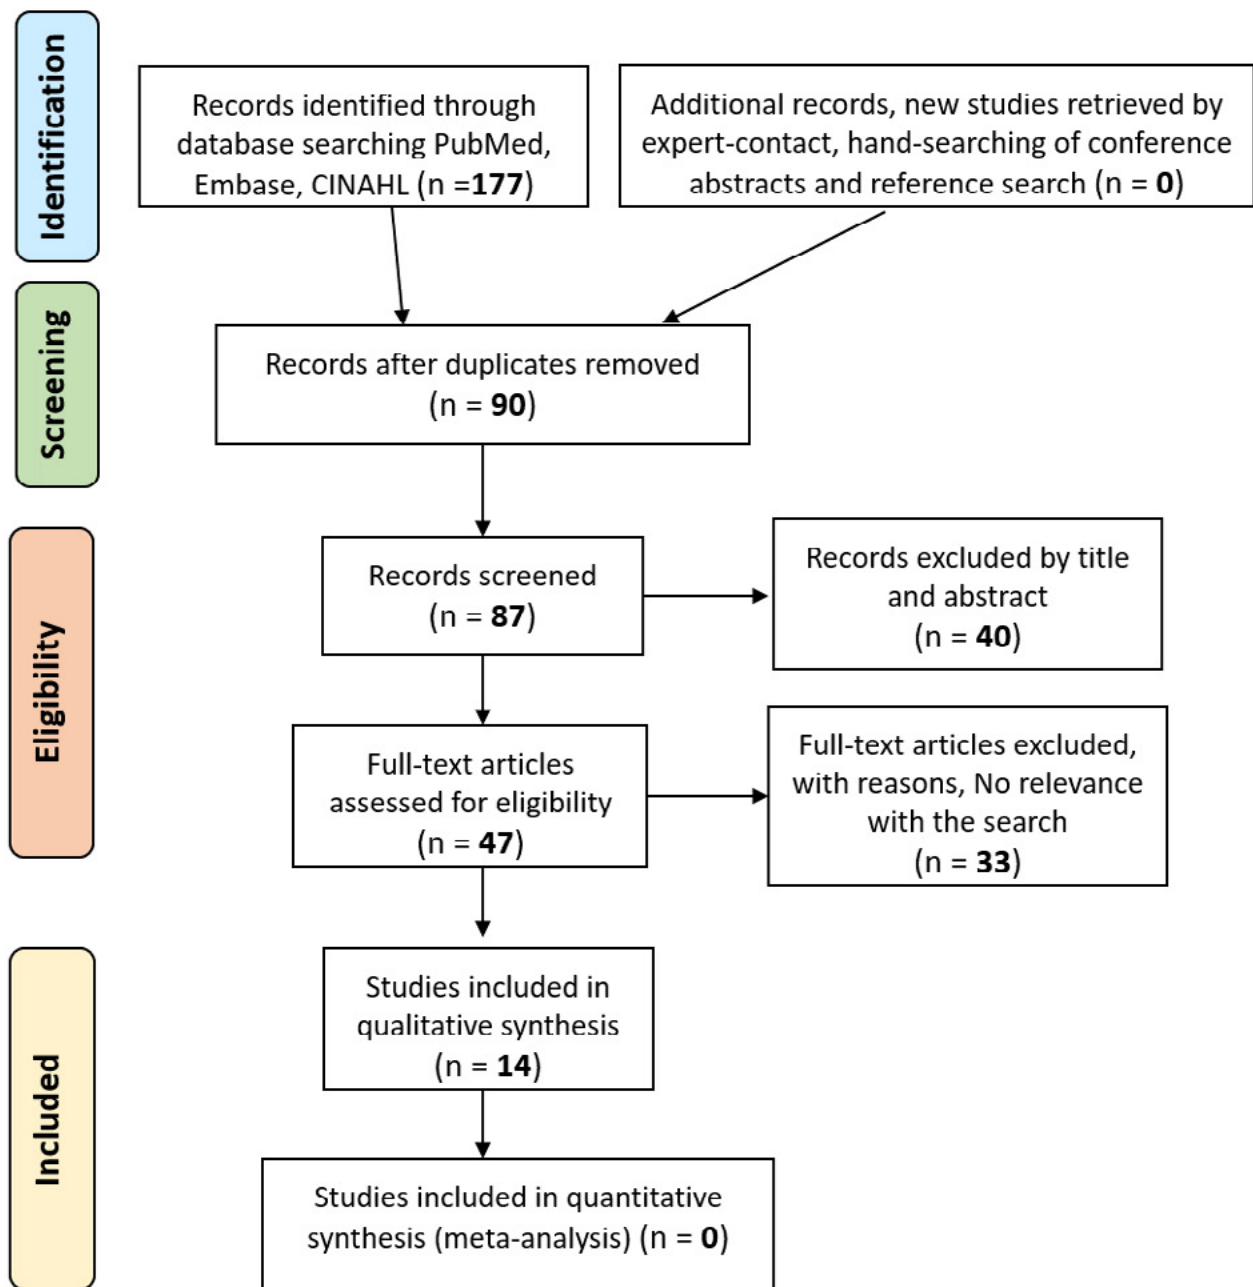 Identification
Records identified through
database searching PubMed,
Embase, CINAHL (n =177)
Additional records, new studies retrieved by
expert-contact, hand-searching of conference
abstracts and reference search (n = 0)
Screening
Records after duplicates removed
(n = 90)
Eligibility
Records screened
(n = 87)
Records excluded by title
and abstract
(n = 40)
Full-text articles
assessed for eligibility
(n = 47)
Full-text articles excluded,
with reasons, No relevance
with the search
(n = 33)
Included
Studies included in
qualitative synthesis
(n = 14)
Studies included in quantitative
synthesis (meta-analysis) (n = 0)